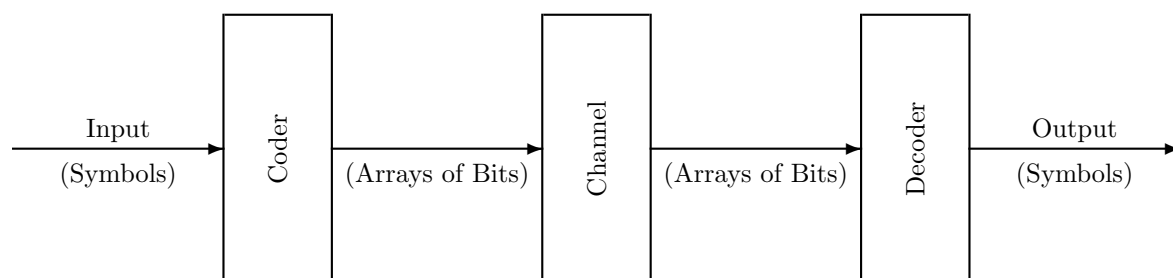 Input
(Symbols)
Coder
(Arrays of Bits)
Channel
(Arrays of Bits)
Decoder
Output
(Symbols)